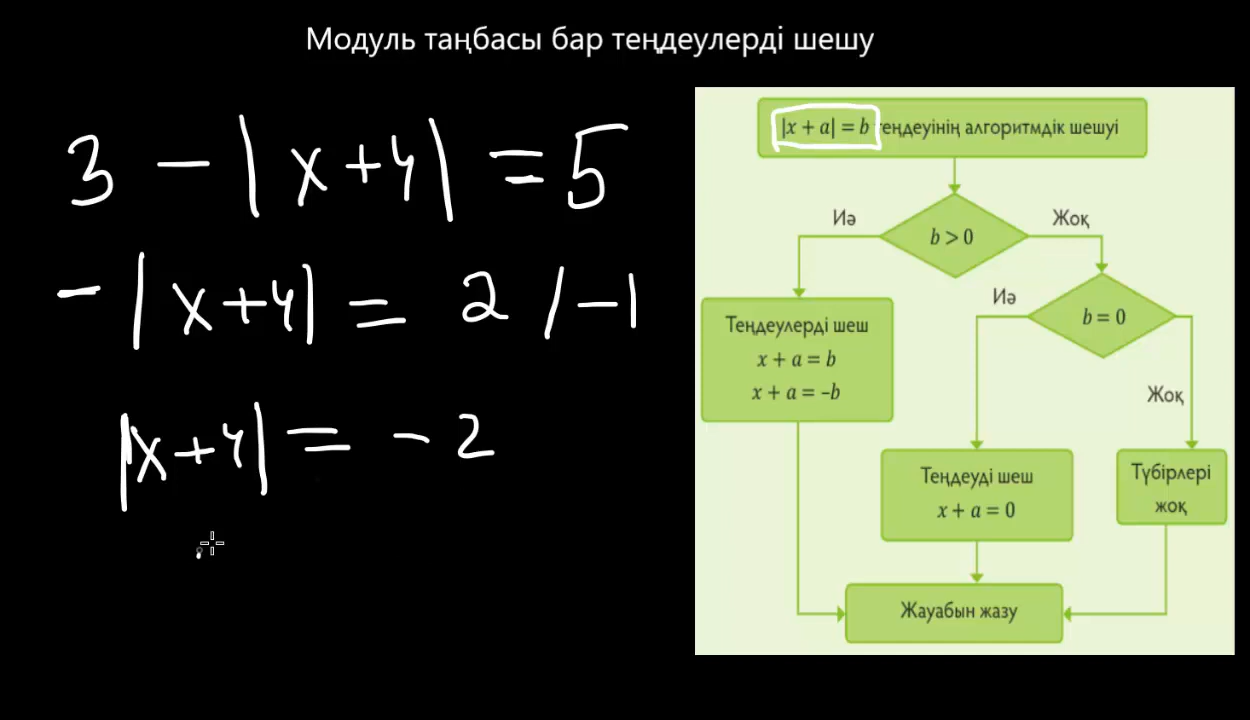 Модуль таңбасы бар теңдеулерді шешу
3 - |x+4| = 5
- |x+4| = 2 / -1
|x+4| = - 2
|x + a| = b теңдеуінің алгоритмдік шешуі
Иә
b > 0
Жоқ
Теңдеулерді шеш
x + a = b
x + a = –b
Иә
b = 0
Жоқ
Теңдеуді шеш
x + a = 0
Түбірлері
жоқ
Жауабын жазу